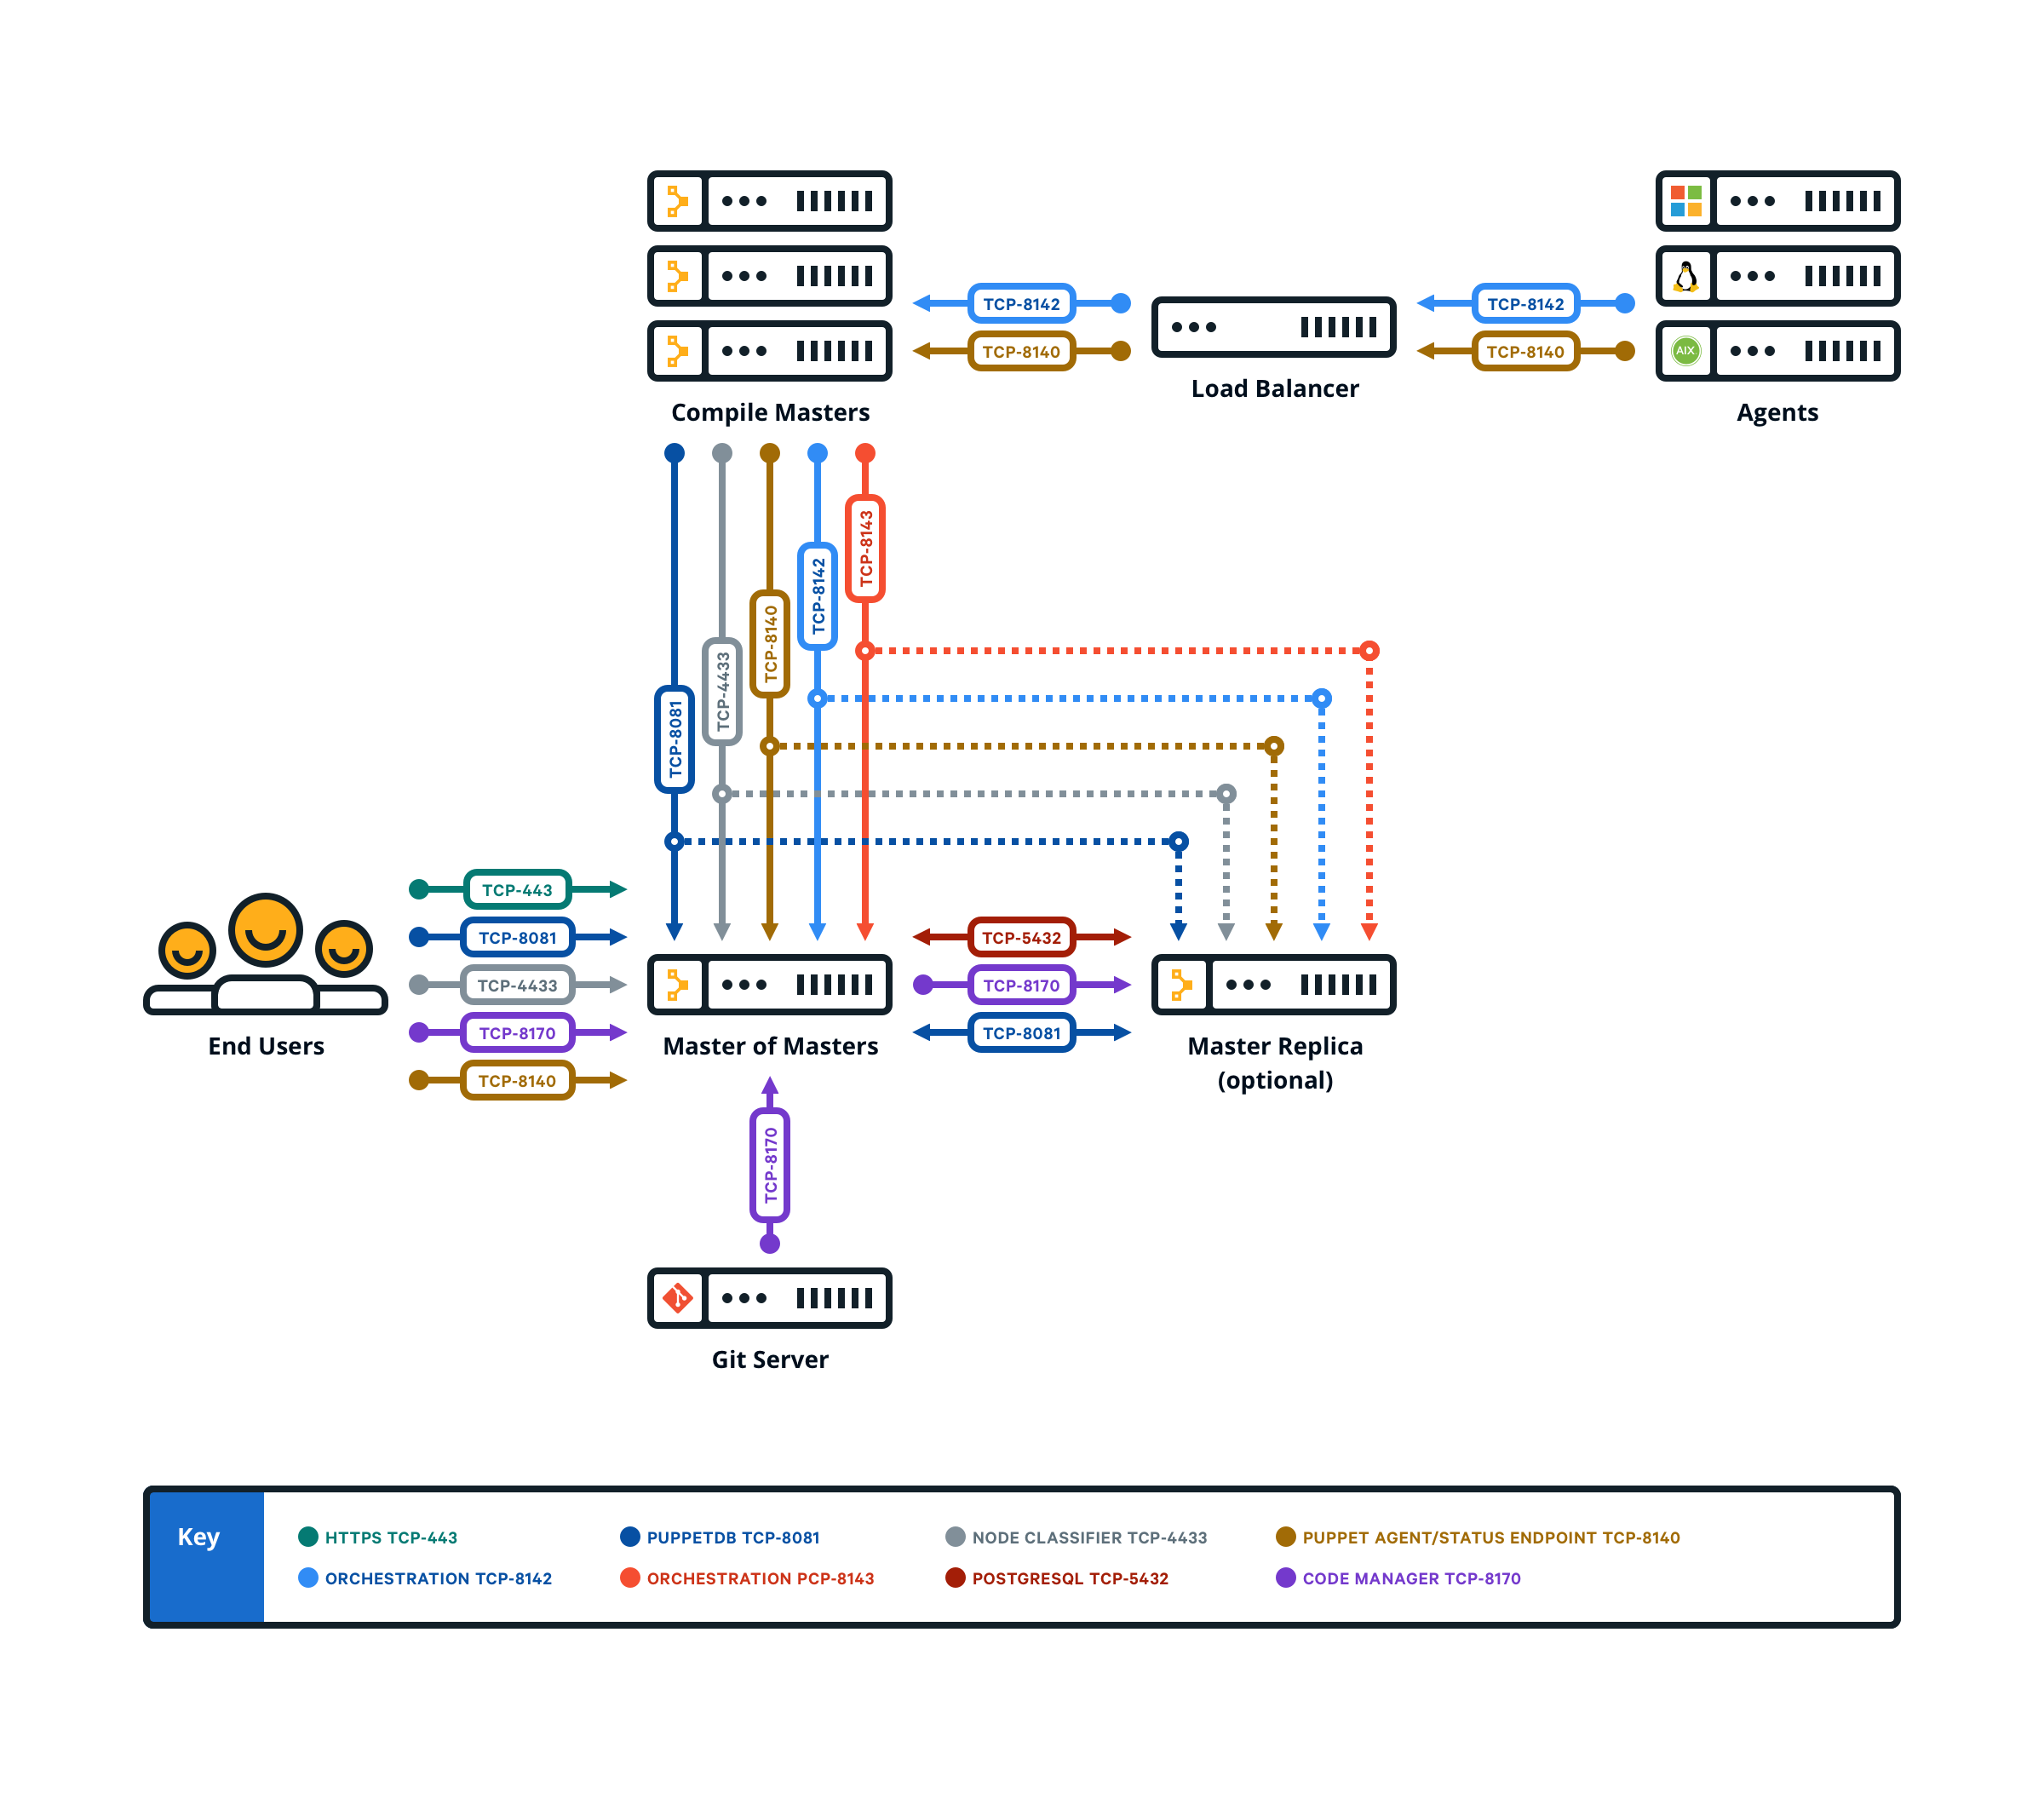 TCP-8142
TCP-8142
TCP-8140
TCP-8140
AIX
Load Balancer
Compile Masters
Agents
TCP-8143
TCP-8142
TCP-8140
TCP-4433
TCP-8081
TCP-443
TCP-8081
TCP-5432
TCP-4433
TCP-8170
TCP-8170
TCP-8081
End Users
Master of Masters
Master Replica
(optional)
TCP-8140
TCP-8170
Git Server
Key
HTTPS TCP-443
PUPPETDB TCP-8081
NODE CLASSIFIER TCP-4433
PUPPET AGENT/STATUS ENDPOINT TCP-8140
ORCHESTRATION TCP-8142
ORCHESTRATION PCP-8143
POSTGRESQL TCP-5432
CODE MANAGER TCP-8170